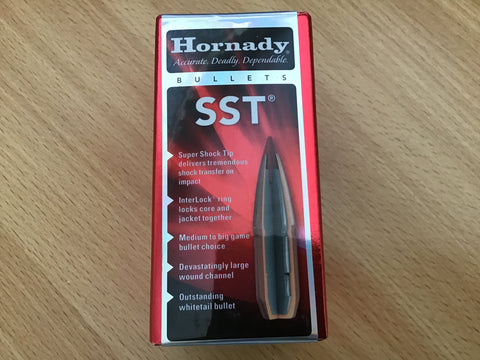 Hornady®
Accurate. Deadly. Dependable.
BULLETS
SST®
Super Shock Tip
delivers tremendous
shock transfer on
impact
InterLock® ring
locks core and
jacket together
Medium to big game
bullet choice
Devastatingly large
wound channel
Outstanding
whitetail bullet